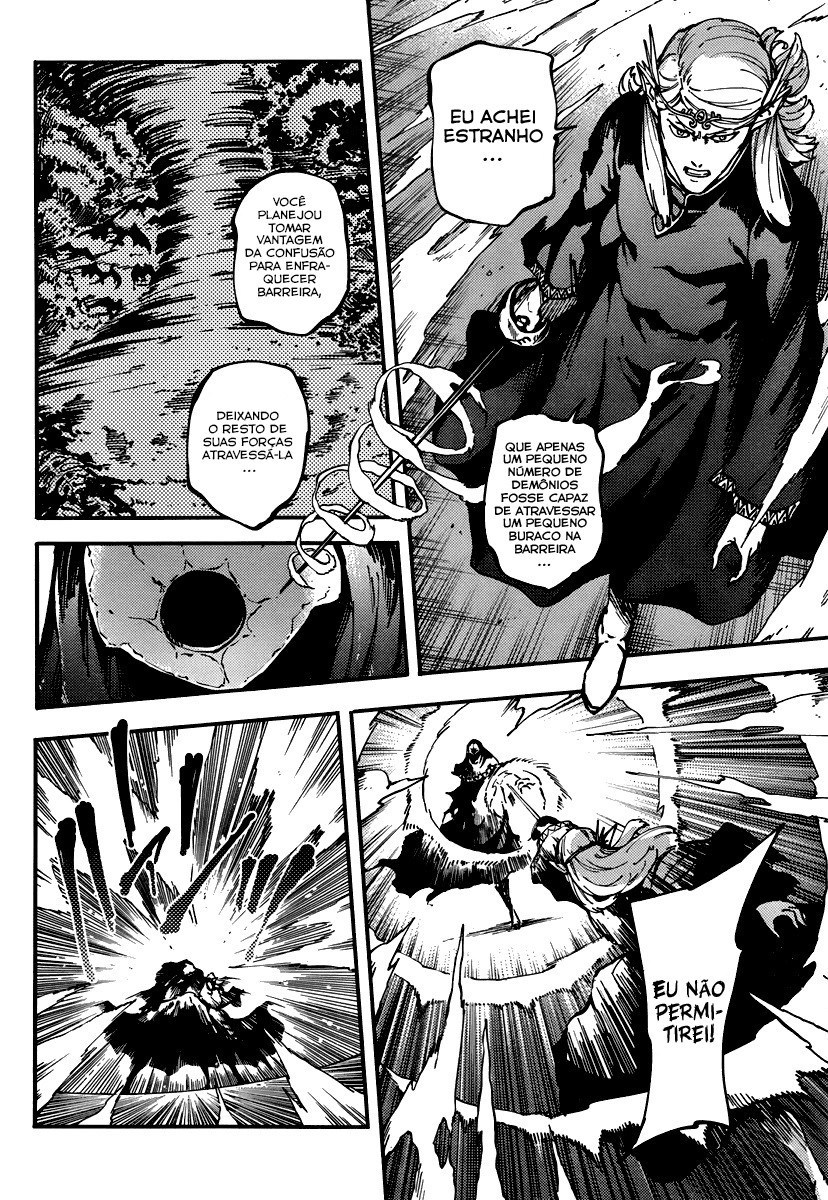 EU ACHEI
ESTRANHO
...
QUE APENAS
UM PEQUENO
NÚMERO DE
DEMÔNIOS
FOSSE CAPAZ
DE ATRAVESSAR
UM PEQUENO
BURACO NA
BARREIRA
...
VOCÊ
PLANEJOU
TOMAR
VANTAGEM
DA CONFUSÃO
PARA ENFRA-
QUECER
BARREIRA,
DEIXANDO
O RESTO DE
SUAS FORÇAS
ATRAVESSÁ-LA
...
EU NÃO
PERMI-
TIREI!